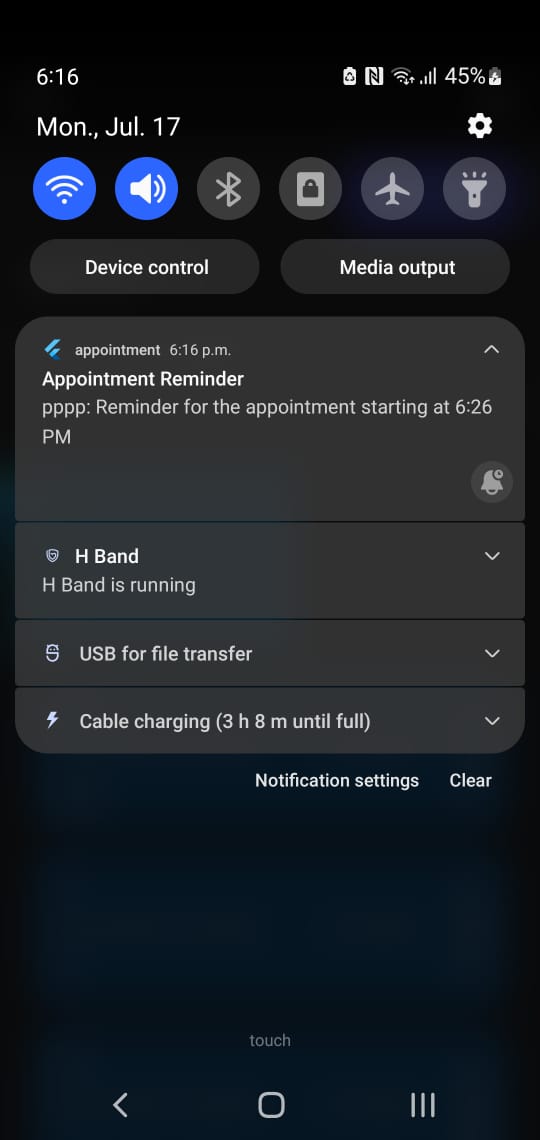 6:16
45%
Mon., Jul. 17
Device control
Media output
appointment 6:16 p.m.
Appointment Reminder
pppp: Reminder for the appointment starting at 6:26
PM
H Band
H Band is running
USB for file transfer
Cable charging (3 h 8 m until full)
Notification settings
Clear
touch